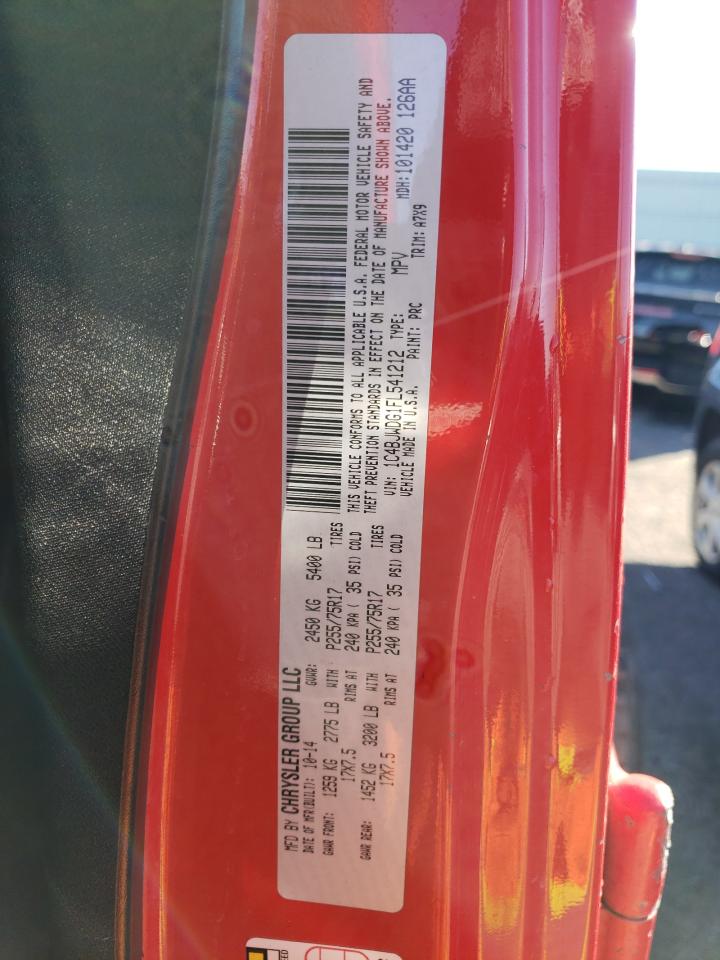 MFD BY CHRYSLER GROUP LLC
DATE OF MFR(BUILT): 10-14 GVWR: 2450 KG 5400 LB
GAWR FRONT: 1259 KG 2775 LB WITH P255/75R17 TIRES
17X7.5 RIMS AT 240 KPA ( 35 PSI) COLD
GAWR REAR: 1452 KG 3200 LB WITH P255/75R17 TIRES
17X7.5 RIMS AT 240 KPA ( 35 PSI) COLD
THIS VEHICLE CONFORMS TO ALL APPLICABLE U.S.A. FEDERAL MOTOR VEHICLE SAFETY AND
THEFT PREVENTION STANDARDS IN EFFECT ON THE DATE OF MANUFACTURE SHOWN ABOVE.
VIN: 1C4BJWDG1FL541212 TYPE: MPV MDH:101420 126AA
VEHICLE MADE IN U.S.A. PAINT: PRC TRIM: A7X9